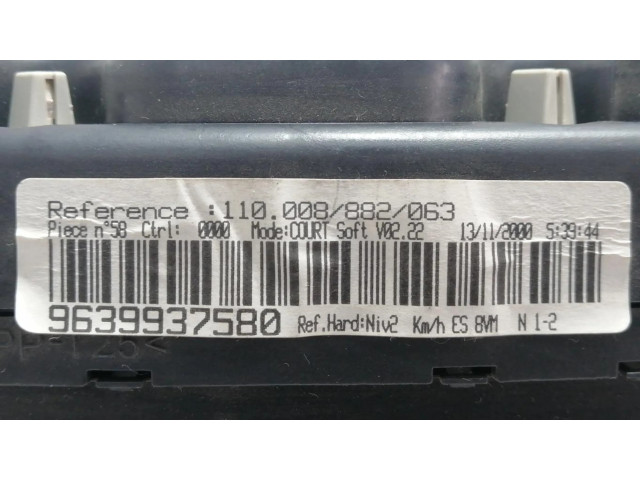 Reference :110.008/882/063
Piece n°58 Ctrl: 0000 Mode:COURT Soft V02.22 13/11/2000 5:39:44
9639937580 Ref.Hard:Niv2 Km/h ES 8VM N 1-2